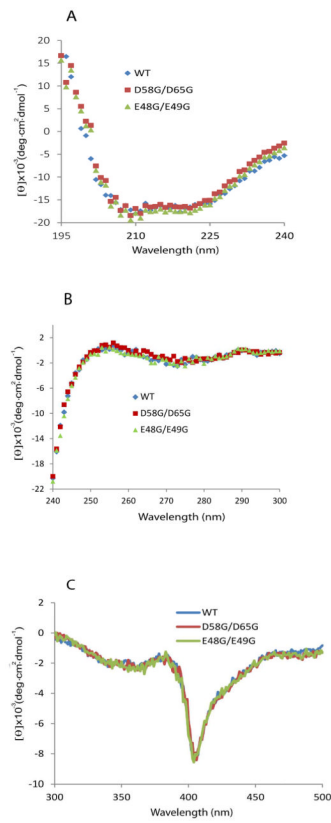 A
20
15
10
5
0
-5
-10
-15
-20
195
210
225
240
WT
D58G/D65G
E48G/E49G
[θ]x10⁻³(deg·cm²·dmol⁻¹)
Wavelength (nm)
B
2
-2
-6
-10
-14
-18
-22
240
250
260
270
280
290
300
WT
D58G/D65G
E48G/E49G
[θ]x10⁻³(deg·cm²·dmol⁻¹)
Wavelength (nm)
C
2
0
-2
-4
-6
-8
-10
300
350
400
450
500
WT
D58G/D65G
E48G/E49G
[θ]x10⁻³(deg·cm²·dmol⁻¹)
Wavelength (nm)